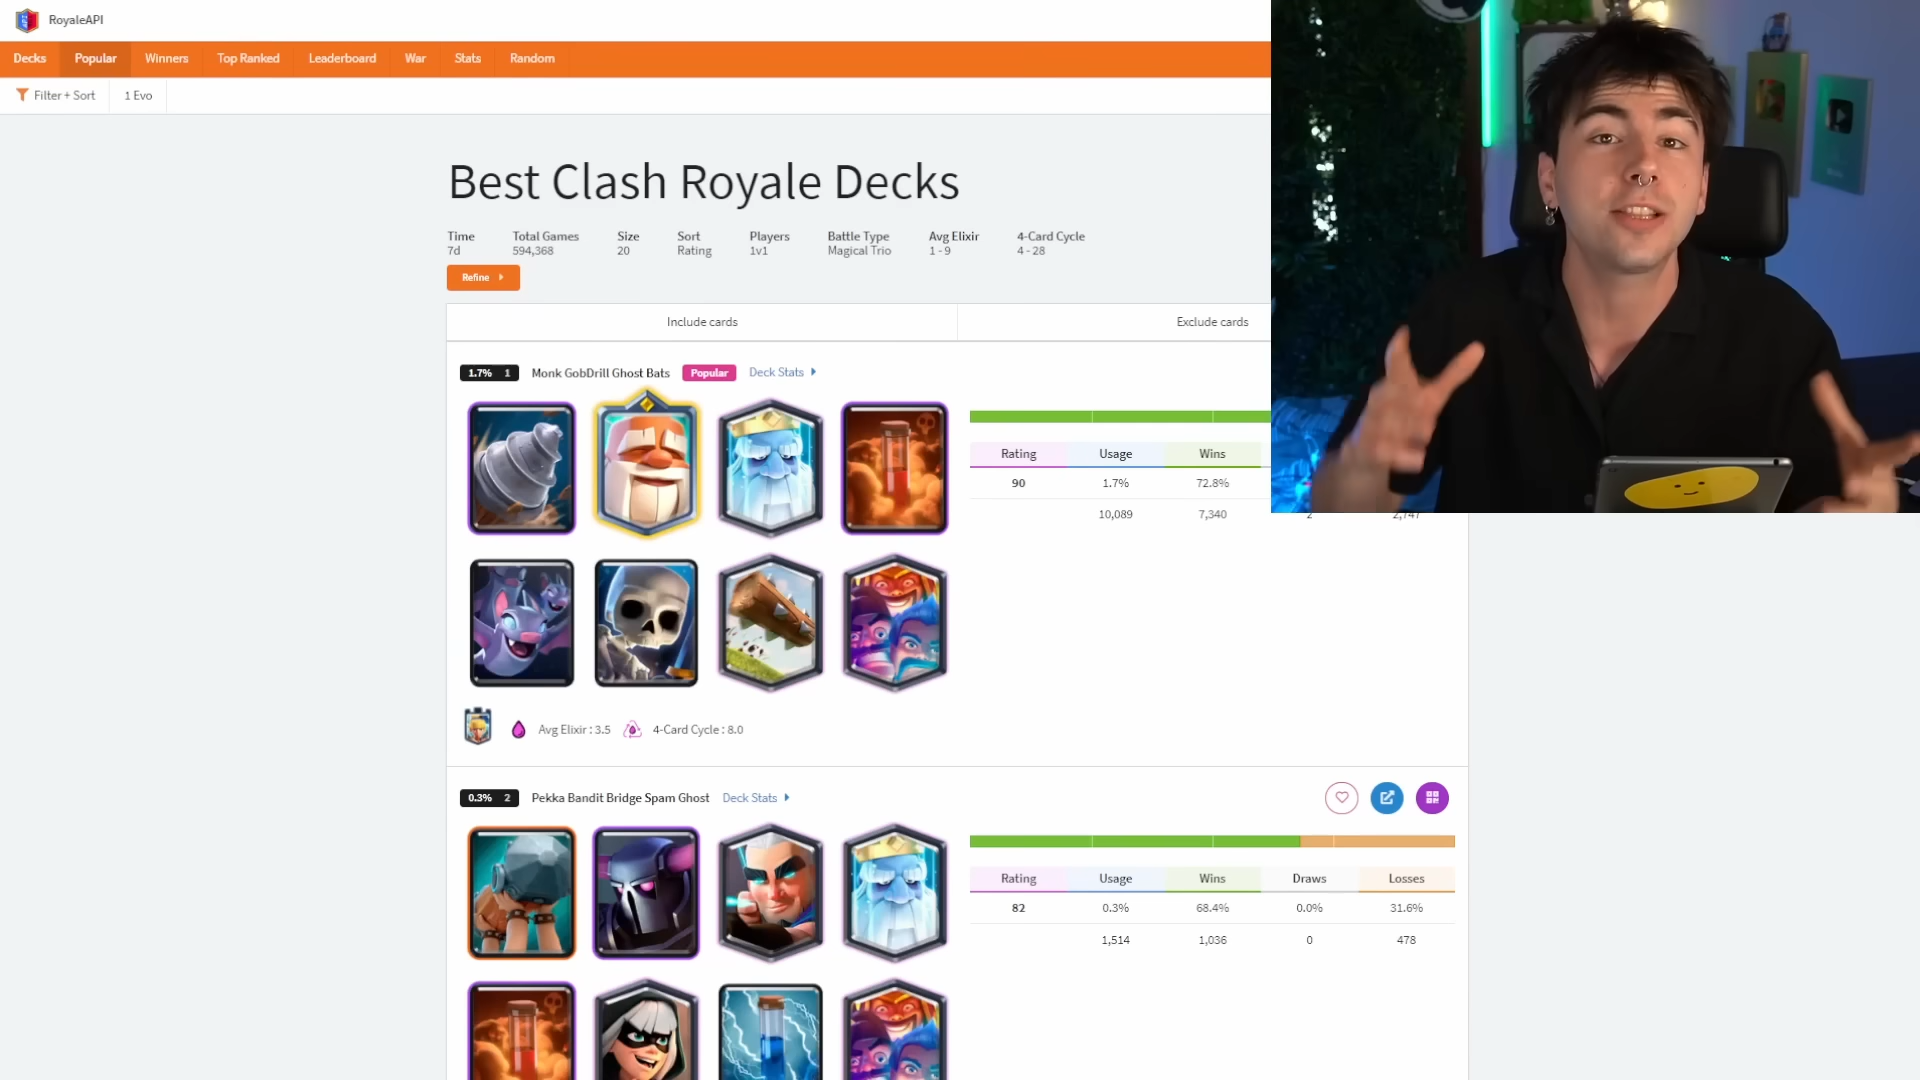 RoyaleAPI
Decks Popular Winners Top Ranked Leaderboard War Stats Random
Filter + Sort 1 Evo
Best Clash Royale Decks
Time Total Games Size Sort Players Battle Type Avg Elixir 4-Card Cycle
7d 594,368 20 Rating 1v1 Magical Trio 1 - 9 4 - 28
Refine
Include cards Exclude cards
1.7% 1 Monk GobDrill Ghost Bats Popular Deck Stats
Rating Usage Wins
90 1.7% 72.8%
10,089 7,340 2 2,747
Avg Elixir : 3.5 4-Card Cycle : 8.0
0.3% 2 Pekka Bandit Bridge Spam Ghost Deck Stats
Rating Usage Wins Draws Losses
82 0.3% 68.4% 0.0% 31.6%
1,514 1,036 0 478